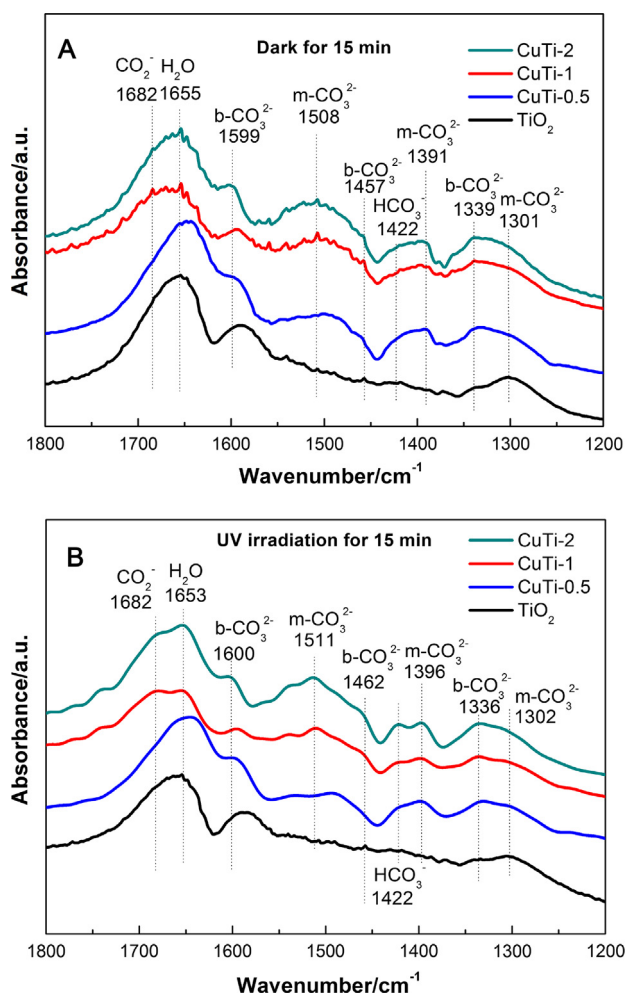 A
Dark for 15 min
CuTi-2
CuTi-1
CuTi-0.5
TiO₂
CO₂⁻
1682
H₂O
1655
b-CO₃²⁻
1599
m-CO₃²⁻
1508
b-CO₃²⁻
1457
HCO₃⁻
1422
m-CO₃²⁻
1391
b-CO₃²⁻
1339
m-CO₃²⁻
1301
Absorbance/a.u.
1800 1700 1600 1500 1400 1300 1200
Wavenumber/cm⁻¹
B
UV irradiation for 15 min
CuTi-2
CuTi-1
CuTi-0.5
TiO₂
CO₂⁻
1682
H₂O
1653
b-CO₃²⁻
1600
m-CO₃²⁻
1511
b-CO₃²⁻
1462
m-CO₃²⁻
1396
b-CO₃²⁻
1336
m-CO₃²⁻
1302
HCO₃⁻
1422
Absorbance/a.u.
1800 1700 1600 1500 1400 1300 1200
Wavenumber/cm⁻¹